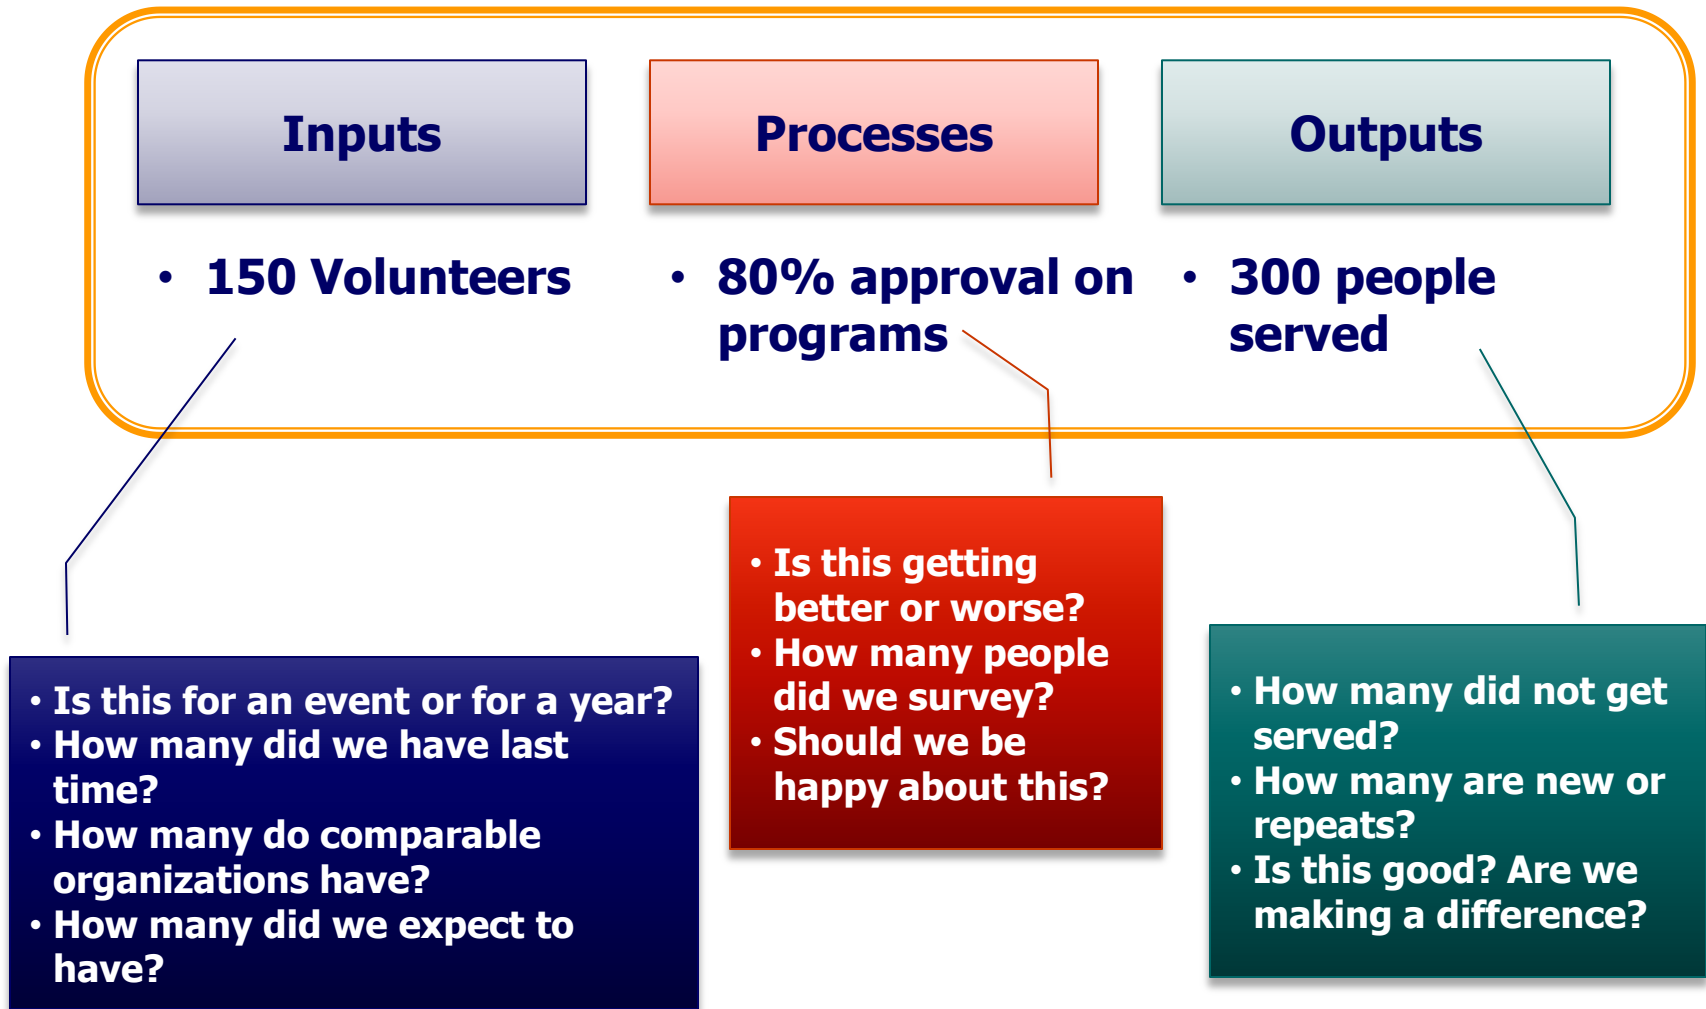 Inputs
Processes
Outputs
• 150 Volunteers
• 80% approval on
programs
• 300 people
served
• Is this for an event or for a year?
• How many did we have last
time?
• How many do comparable
organizations have?
• How many did we expect to
have?
• Is this getting
better or worse?
• How many people
did we survey?
• Should we be
happy about this?
• How many did not get
served?
• How many are new or
repeats?
• Is this good? Are we
making a difference?